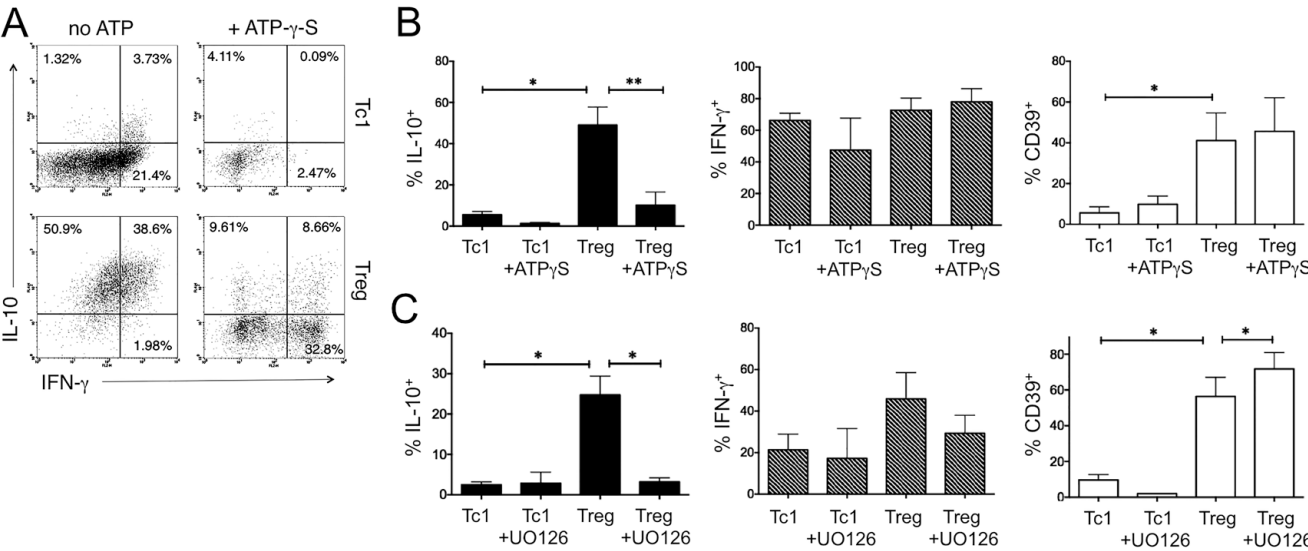 A
no ATP
+ ATP-γ-S
1.32%
3.73%
4.11%
0.09%
21.4%
2.47%
Tc1
50.9%
38.6%
9.61%
8.66%
1.98%
32.8%
Treg
IL-10
IFN-γ
B
% IL-10+
80
60
40
20
0
*
**
Tc1
Tc1
+ATPγS
Treg
Treg
+ATPγS
% IFN-γ+
100
80
60
40
20
0
Tc1
Tc1
+ATPγS
Treg
Treg
+ATPγS
% CD39+
80
60
40
20
0
*
Tc1
Tc1
+ATPγS
Treg
Treg
+ATPγS
C
% IL-10+
40
30
20
10
0
*
*
Tc1
Tc1
+UO126
Treg
Treg
+UO126
% IFN-γ+
80
60
40
20
0
Tc1
Tc1
+UO126
Treg
Treg
+UO126
% CD39+
80
60
40
20
0
*
*
Tc1
Tc1
+UO126
Treg
Treg
+UO126